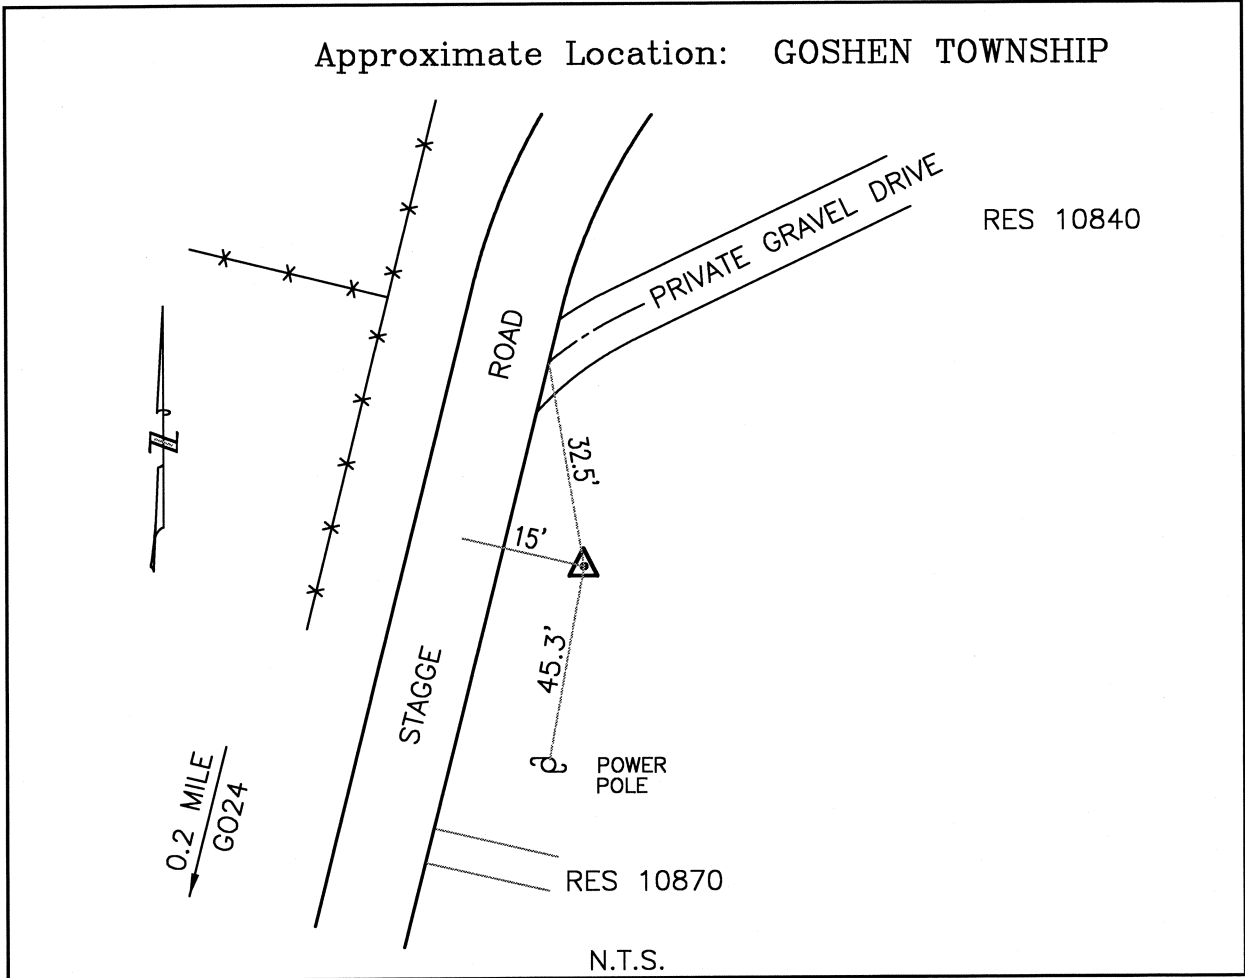 Approximate Location: GOSHEN TOWNSHIP
PRIVATE GRAVEL DRIVE
RES 10840
ROAD
32.5'
15'
45.3'
STAGGE
POWER
POLE
0.2 MILE
GO24
RES 10870
N.T.S.
N